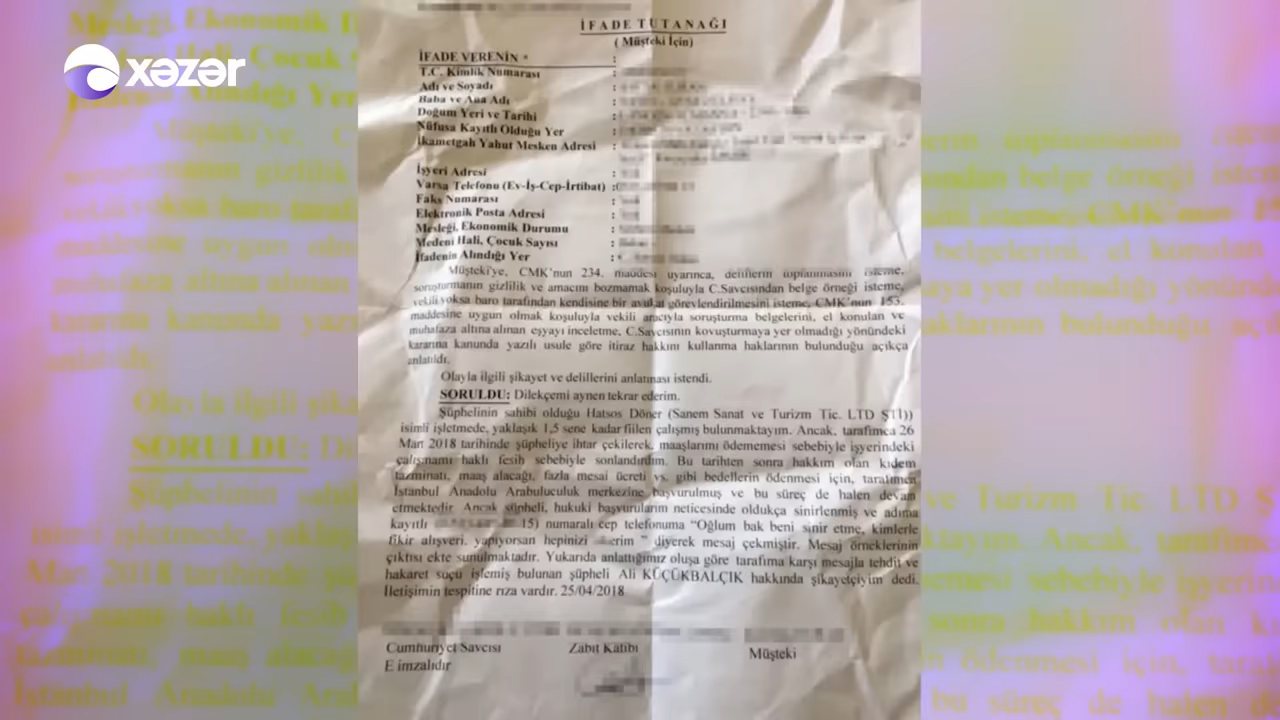 xəzər
İFADE TUTANAĞI
( Müşteki İçin)
İFADE VERENİN * :
T.C. Kimlik Numarası :
Adı ve Soyadı :
Baba ve Ana Adı :
Doğum Yeri ve Tarihi :
Nüfusa Kayıtlı Olduğu Yer :
İkametgah Yahut Mesken Adresi :
İşyeri Adresi :
Varsa Telefonu (Ev-İş-Cep-İrtibat) :
Faks Numarası :
Elektronik Posta Adresi :
Mesleği, Ekonomik Durumu :
Medeni Hali, Çocuk Sayısı :
İfadenin Alındığı Yer :
Müşteki'ye, CMK'nun 234. maddesi uyarınca, delillerin toplanmasını isteme,
soruşturmanın gizlilik ve amacını bozmamak koşuluyla C.Savcısından belge örneği isteme,
vekili yoksa baro tarafından kendisine bir avukat görevlendirilmesini isteme, CMK'nun 153.
maddesine uygun olmak koşuluyla vekili aracıyla soruşturma belgelerini, el konulan ve
muhafaza altına alınan eşyayı inceletme, C.Savcısının kovuşturmaya yer olmadığı yönündeki
kararına kanunda yazılı usule göre itiraz hakkını kullanma haklarının bulunduğu açıkça
anlatıldı.
Olayla ilgili şikayet ve delillerini anlatması istendi.
SORULDU: Dilekçemi aynen tekrar ederim.
Şüphelinin sahibi olduğu Hatsos Döner (Sanem Sanat ve Turizm Tic. LTD ŞTİ))
isimli işletmede, yaklaşık 1,5 sene kadar fiilen çalışmış bulunmaktayım. Ancak, tarafımca 26
Mart 2018 tarihinde şüpheliye ihtar çekilerek, maaşlarını ödememesi sebebiyle işyerindeki
çalışmamı haklı fesih sebebiyle sonlandırdım. Bu tarihten sonra hakkım olan kıdem
tazminatı, maaş alacağı, fazla mesai ücreti vs. gibi bedellerin ödenmesi için, tarafımen
İstanbul Anadolu Arabuluculuk merkezine başvurulmuş ve bu süreç de halen devam
etmektedir. Ancak şüpheli, hukuki başvurularım neticesinde oldukça sinirlenmiş ve adıma
kayıtlı 15) numaralı cep telefonuma "Oğlum bak beni sinir etme, kimlerle
fikir alışveri. yapıyorsan hepinizi erim " diyerek mesaj çekmiştir. Mesaj örneklerinin
çıktısı ekte sunulmaktadır. Yukarıda anlattığımız oluşa göre tarafıma karşı mesajla tehdit ve
hakaret suçu işlemiş bulunan şüpheli Ali KÜÇÜKBALÇIK hakkında şikayetçiyim dedi.
İletişimin tespitine rıza vardır. 25/04/2018
Cumhuriyet Savcısı Zabıt Katibi Müşteki
E imzalıdır